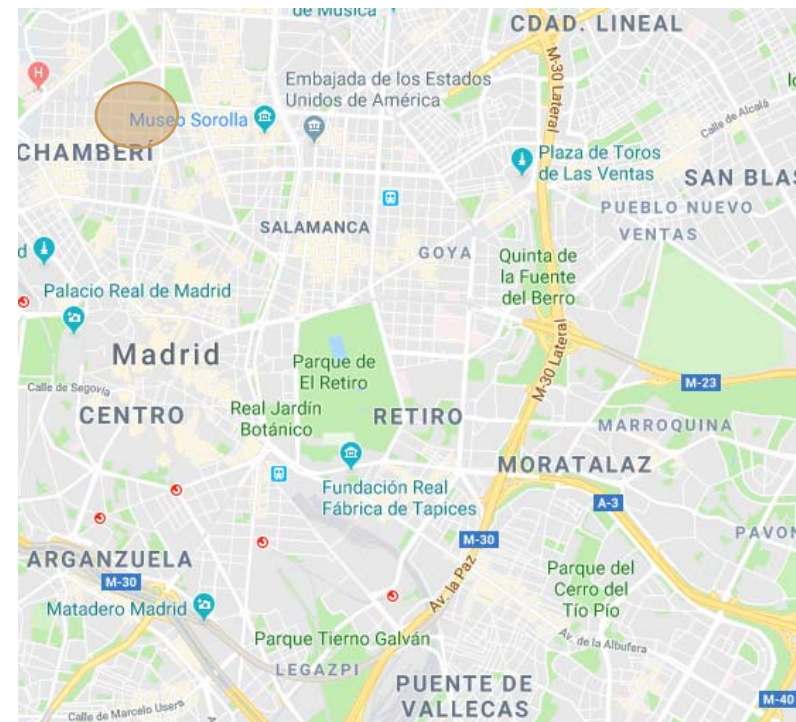 de Música
CDAD. LINEAL
M-30 Lateral
Embajada de los Estados
Unidos de América
Museo Sorolla
Calle de Alcalá
CHAMBERÍ
Plaza de Toros
de Las Ventas
SAN BLAS
PUEBLO NUEVO
VENTAS
SALAMANCA
GOYA
Quinta de
la Fuente
del Berro
d
Palacio Real de Madrid
Madrid
Parque de
El Retiro
M-30 Lateral
M-23
Calle de Segovia
CENTRO
Real Jardín
Botánico
RETIRO
MARROQUINA
MORATALAZ
Fundación Real
Fábrica de Tapices
A-3
M-30
PAVON
ARGANZUELA
M-30
Av. la Paz
Parque del
Cerro del
Tío Pío
Matadero Madrid
Parque Tierno Galván
Av. de la Albufera
LEGAZPI
PUENTE DE
VALLECAS
M-40
Calle de Marcelo Usera
H